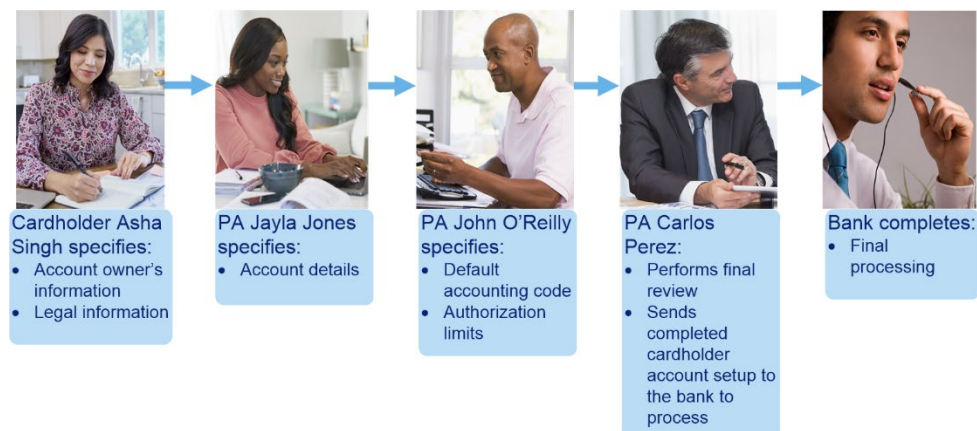 Cardholder Asha
Singh specifies:
• Account owner's
information
• Legal information
PA Jayla Jones
specifies:
• Account details
PA John O’Reilly
specifies:
• Default
accounting code
• Authorization
limits
PA Carlos
Perez:
• Performs final
review
• Sends
completed
cardholder
account setup to
the bank to
process
Bank completes:
• Final
processing